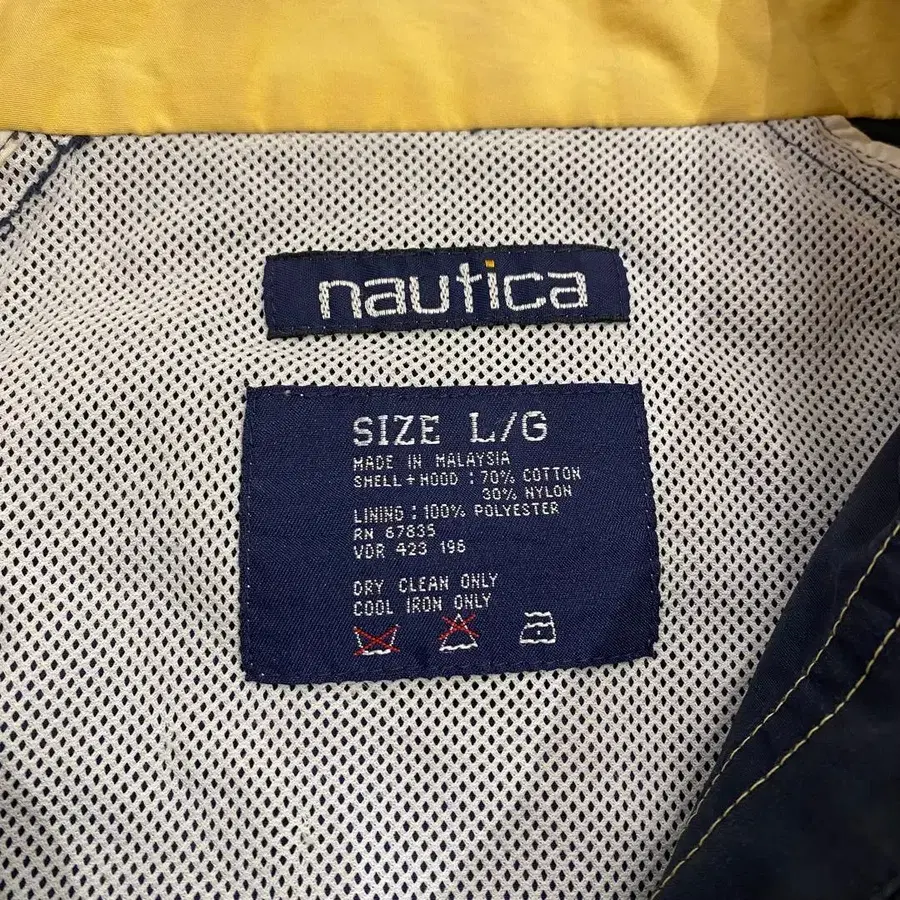 nautica
SIZE L/G
MADE IN MALAYSIA
SHELL + HOOD : 70% COTTON
30% NYLON
LINING : 100% POLYESTER
RN 67835
VDR 423 196
DRY CLEAN ONLY
COOL IRON ONLY